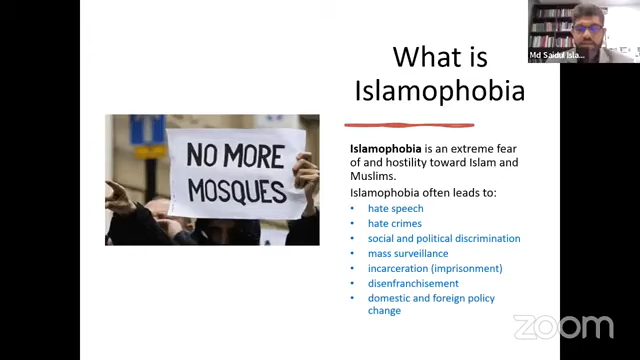 Md Saidul Isla...
What is
Islamophobia
NO MORE
MOSQUES
Islamophobia is an extreme fear
of and hostility toward Islam and
Muslims.
Islamophobia often leads to:
• hate speech
• hate crimes
• social and political discrimination
• mass surveillance
• incarceration (imprisonment)
• disenfranchisement
• domestic and foreign policy
change
zoom